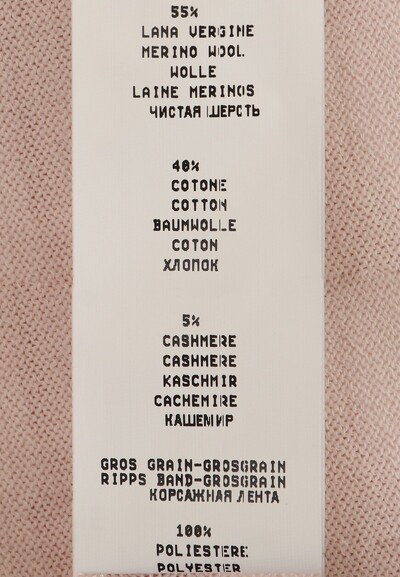 55%
LANA VERGINE
MERINO WOOL
WOLLE
LAINE MERINOS
ЧИСТАЯ ШЕРСТЬ
40%
COTONE
COTTON
BAUMWOLLE
COTON
ХЛОПОК
5%
CASHMERE
CASHMERE
KASCHMIR
CACHEMIRE
КАШЕМИР
GROS GRAIN-GROSGRAIN
RIPPS BAND-GROSGRAIN
КОРСАЖНАЯ ЛЕНТА
100%
POLIESTERE
POLYESTER